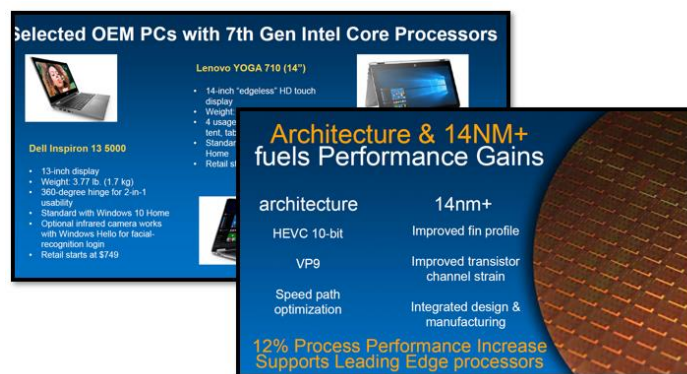 Selected OEM PCs with 7th Gen Intel Core Processors
Lenovo YOGA 710 (14")
• 14-inch "edgeless" HD touch
display
• Weight:
• 4 usage
tent,
• Standar
Home
• Retail
Dell Inspiron 13 5000
• 13-inch display
• Weight: 3.77 lb. (1.7 kg)
• 360-degree hinge for 2-in-1
usability
• Standard with Windows 10 Home
• Optional infrared camera works
with Windows Hello for facial-
recognition login
• Retail starts at $749
Architecture & 14NM+
fuels Performance Gains
architecture
HEVC 10-bit
VP9
Speed path
optimization
14nm+
Improved fin profile
Improved transistor
channel strain
Integrated design &
manufacturing
12% Process Performance Increase
Supports Leading Edge processors